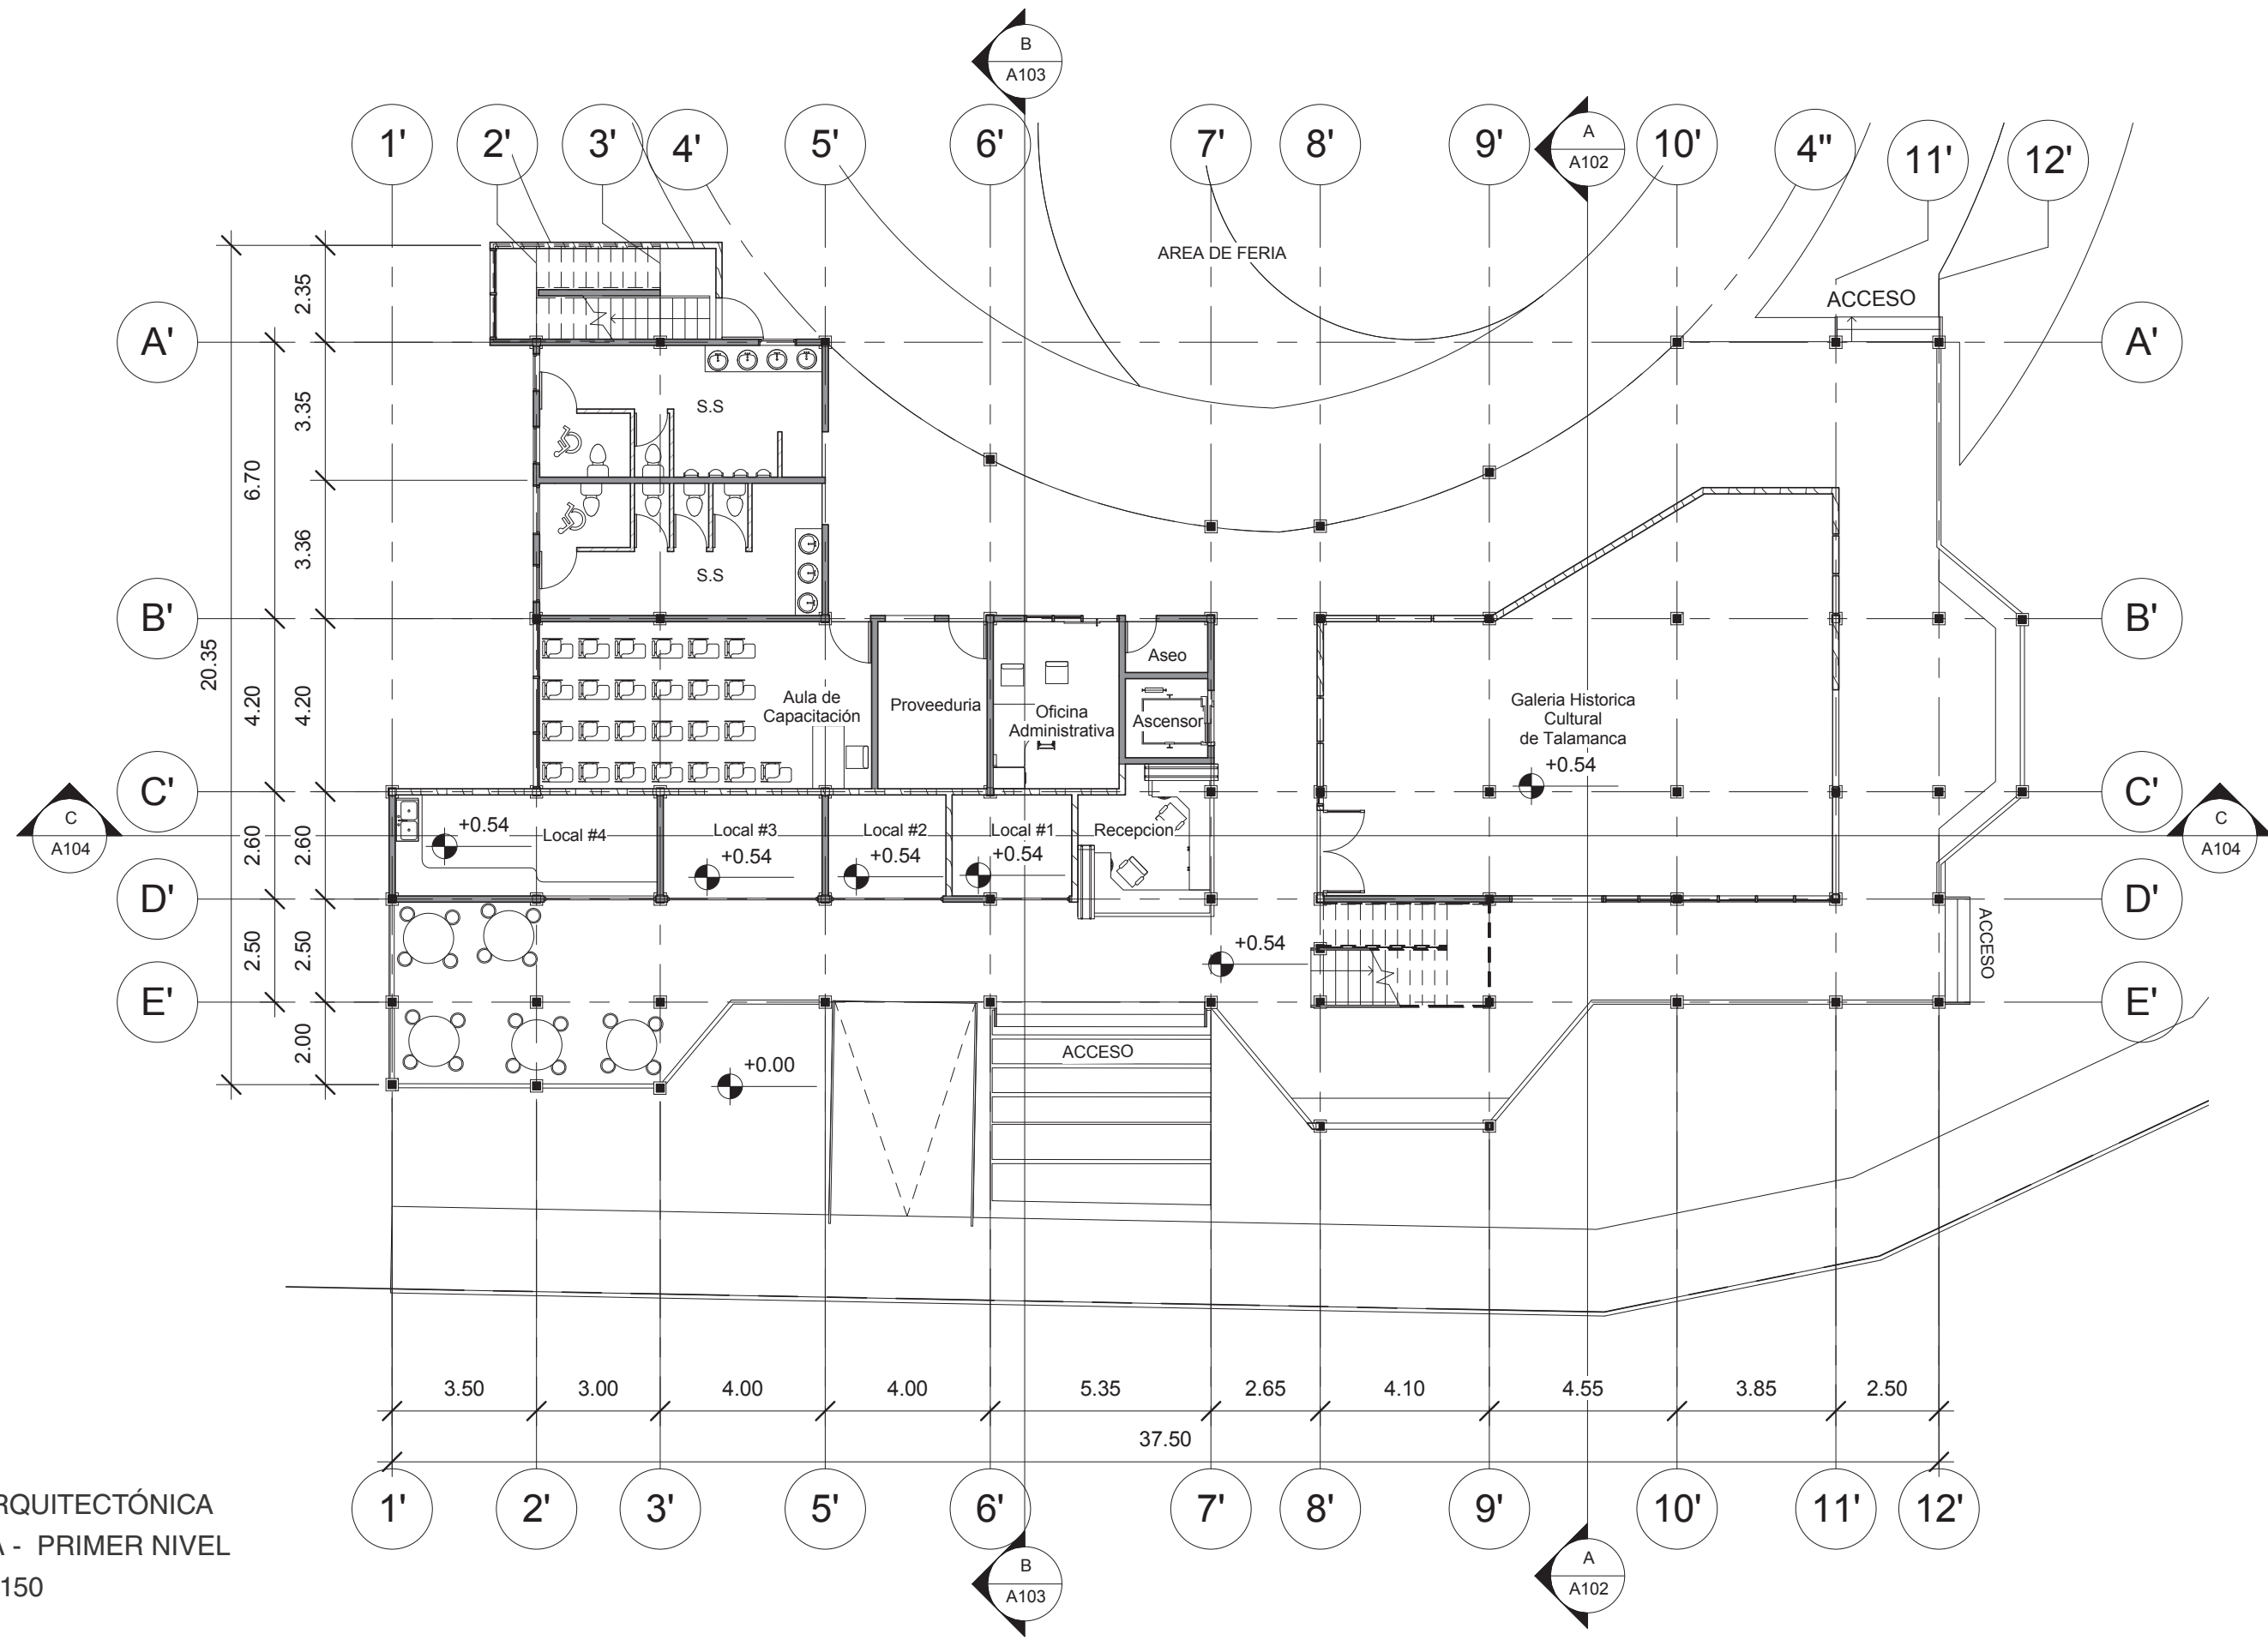 B
A103
A
A102
1'
2'
3'
4'
5'
6'
7'
8'
9'
10'
4''
11'
12'
AREA DE FERIA
ACCESO
A'
A'
2.35
3.35
6.70
3.36
S.S
S.S
B'
B'
20.35
4.20
4.20
Aula de
Capacitación
Proveeduria
Oficina
Administrativa
Aseo
Ascensor
Galeria Historica
Cultural
de Talamanca
+0.54
C'
C'
C
A104
C
A104
2.60
2.60
+0.54
Local #4
Local #3
+0.54
Local #2
+0.54
Local #1
+0.54
Recepcion
D'
D'
2.50
2.50
+0.54
ACCESO
E'
E'
2.00
+0.00
ACCESO
3.50
3.00
4.00
4.00
5.35
2.65
4.10
4.55
3.85
2.50
37.50
1'
2'
3'
5'
6'
7'
8'
9'
10'
11'
12'
B
A103
A
A102
RQUITECTÓNICA
A - PRIMER NIVEL
150